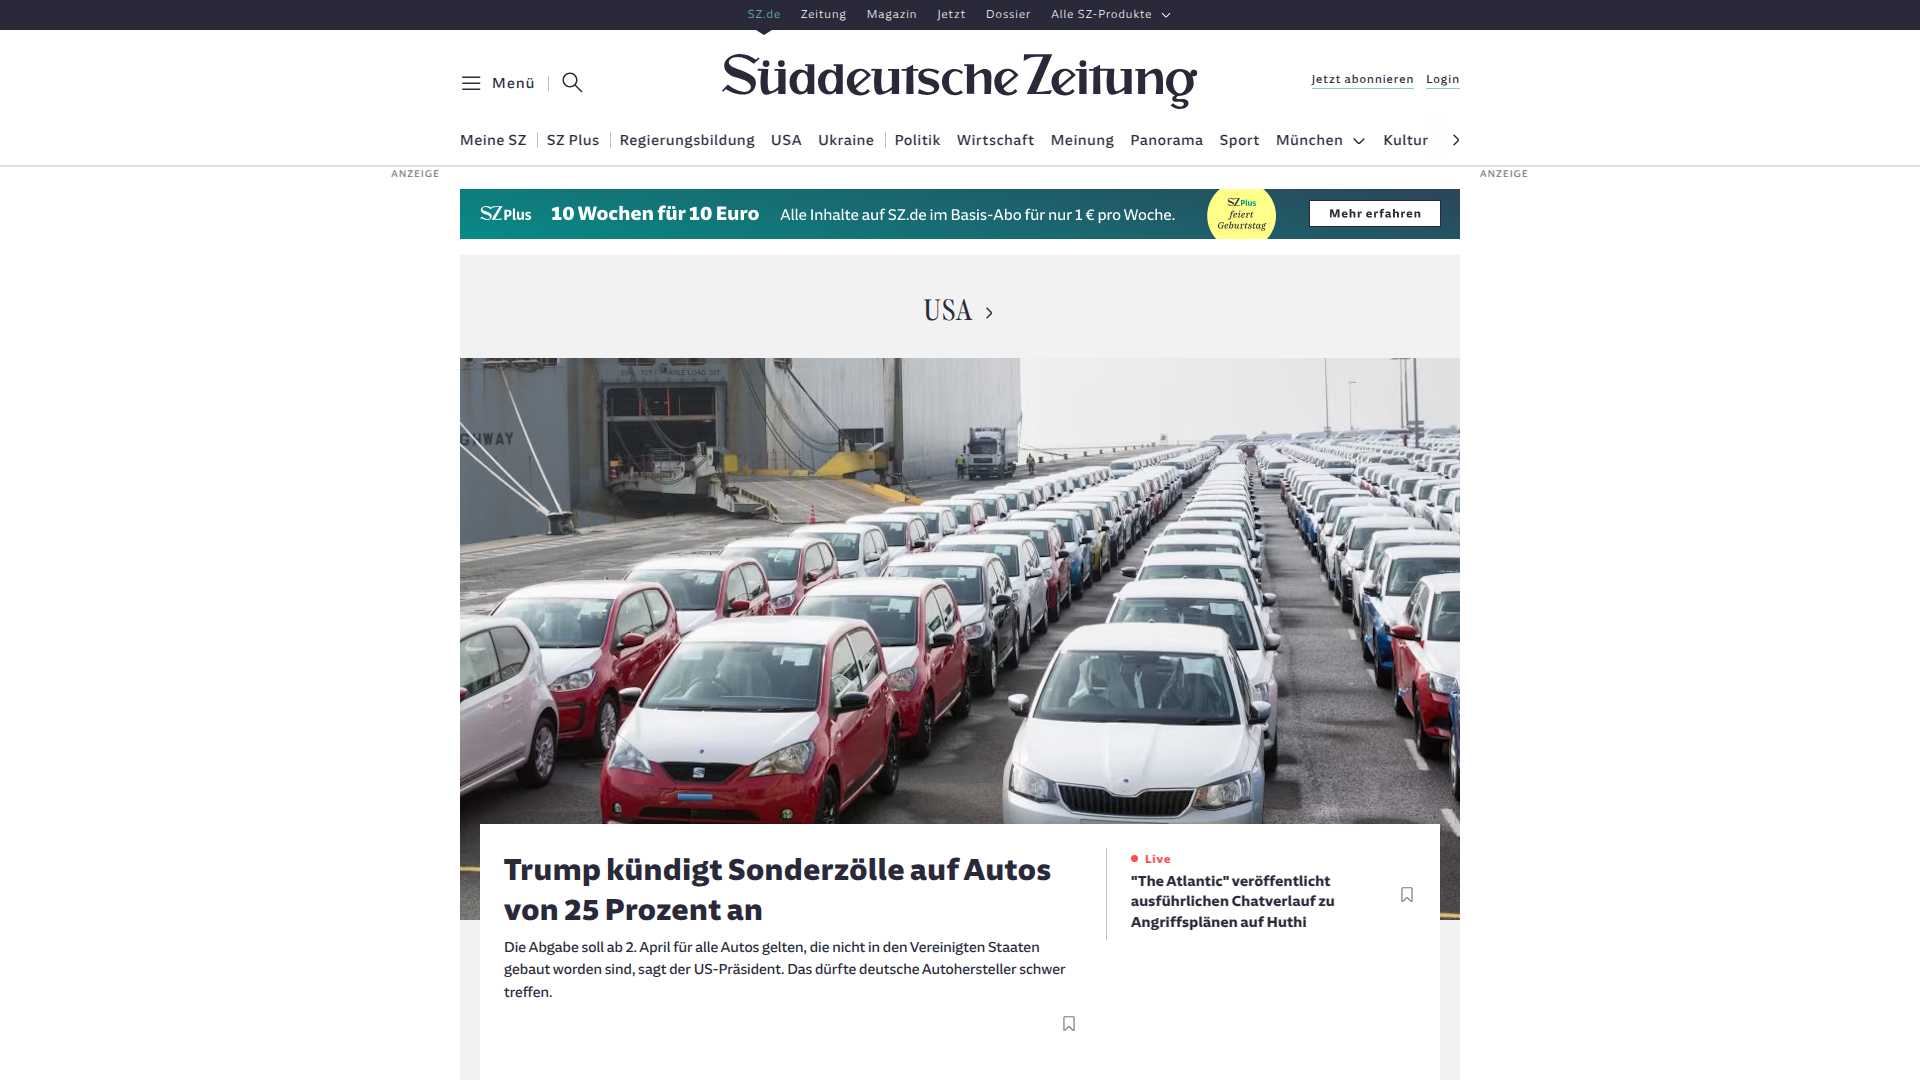 SZ.de Zeitung Magazin Jetzt Dossier Alle SZ-Produkte
Menü
Süddeutsche Zeitung
Jetzt abonnieren Login
Meine SZ SZ Plus Regierungsbildung USA Ukraine Politik Wirtschaft Meinung Panorama Sport München Kultur
ANZEIGE
ANZEIGE
SZ Plus 10 Wochen für 10 Euro Alle Inhalte auf SZ.de im Basis-Abo für nur 1 € pro Woche.
SZ Plus
feiert
Geburtstag
Mehr erfahren
USA
GHWAY
Trump kündigt Sonderzölle auf Autos
von 25 Prozent an
Die Abgabe soll ab 2. April für alle Autos gelten, die nicht in den Vereinigten Staaten
gebaut worden sind, sagt der US-Präsident. Das dürfte deutsche Autohersteller schwer
treffen.
Live
"The Atlantic" veröffentlicht
ausführlichen Chatverlauf zu
Angriffsplänen auf Huthi